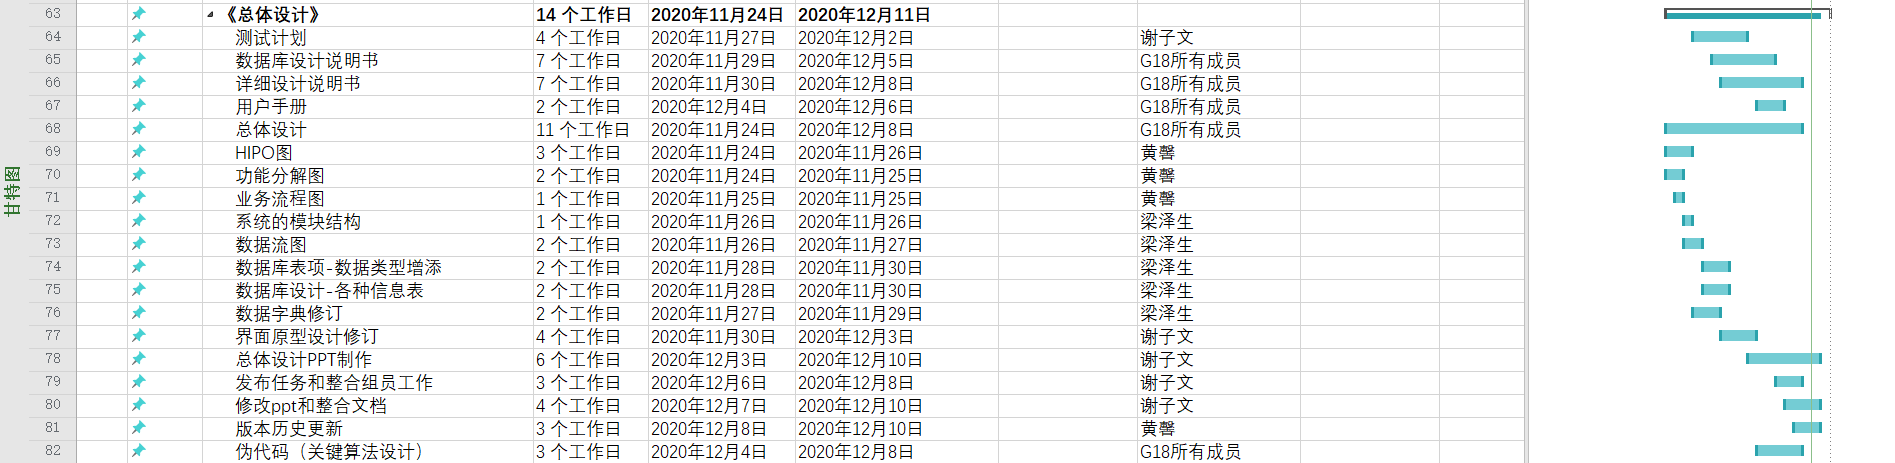 甘特图
63 《总体设计》 14 个工作日 2020年11月24日 2020年12月11日
64 测试计划 4 个工作日 2020年11月27日 2020年12月2日 谢子文
65 数据库设计说明书 7 个工作日 2020年11月29日 2020年12月5日 G18所有成员
66 详细设计说明书 7 个工作日 2020年11月30日 2020年12月8日 G18所有成员
67 用户手册 2 个工作日 2020年12月4日 2020年12月6日 G18所有成员
68 总体设计 11 个工作日 2020年11月24日 2020年12月8日 G18所有成员
69 HIPO图 3 个工作日 2020年11月24日 2020年11月26日 黄馨
70 功能分解图 2 个工作日 2020年11月24日 2020年11月25日 黄馨
71 业务流程图 1 个工作日 2020年11月25日 2020年11月25日 黄馨
72 系统的模块结构 1 个工作日 2020年11月26日 2020年11月26日 梁泽生
73 数据流图 2 个工作日 2020年11月26日 2020年11月27日 梁泽生
74 数据库表项-数据类型增添 2 个工作日 2020年11月28日 2020年11月30日 梁泽生
75 数据库设计-各种信息表 2 个工作日 2020年11月28日 2020年11月30日 梁泽生
76 数据字典修订 2 个工作日 2020年11月27日 2020年11月29日 梁泽生
77 界面原型设计修订 4 个工作日 2020年11月30日 2020年12月3日 谢子文
78 总体设计PPT制作 6 个工作日 2020年12月3日 2020年12月10日 谢子文
79 发布任务和整合组员工作 3 个工作日 2020年12月6日 2020年12月8日 谢子文
80 修改ppt和整合文档 4 个工作日 2020年12月7日 2020年12月10日 谢子文
81 版本历史更新 3 个工作日 2020年12月8日 2020年12月10日 黄馨
82 伪代码（关键算法设计） 3 个工作日 2020年12月4日 2020年12月8日 G18所有成员